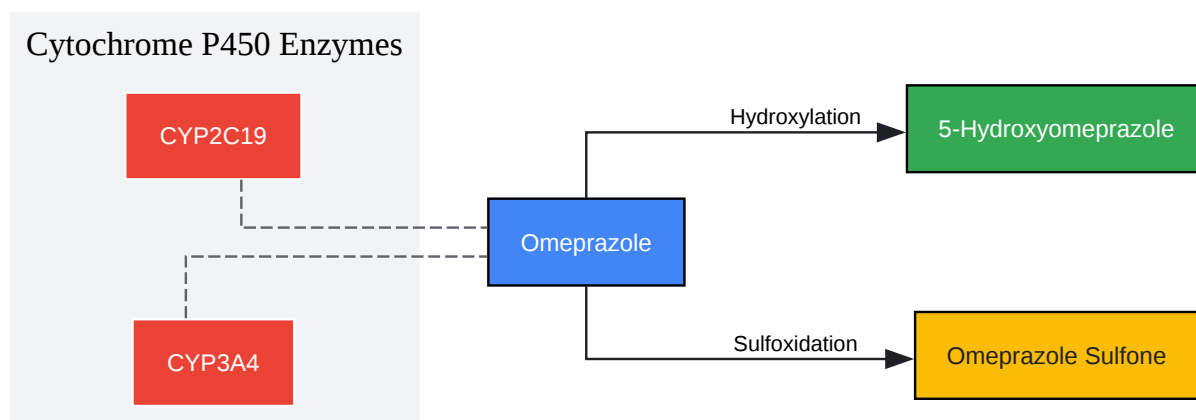 Cytochrome P450 Enzymes
CYP2C19
CYP3A4
Omeprazole
Hydroxylation
5-Hydroxyomeprazole
Sulfoxidation
Omeprazole Sulfone